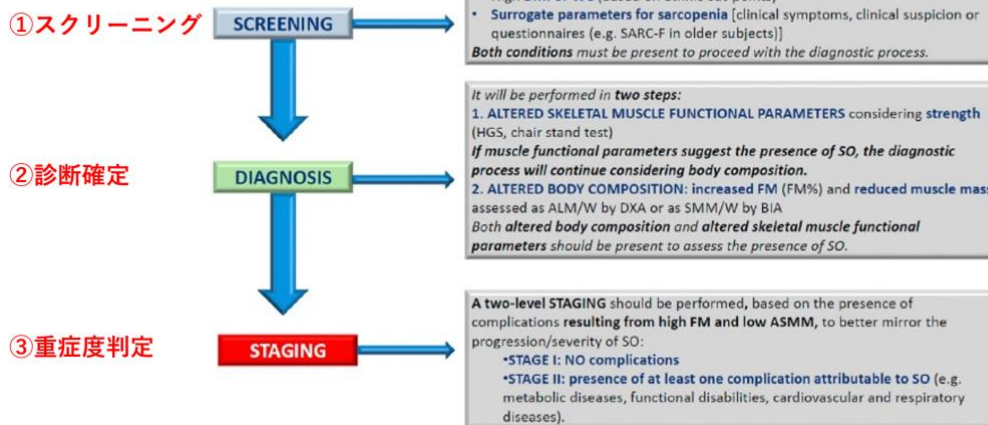 ①スクリーニング
SCREENING
• Surrogate parameters for sarcopenia [clinical symptoms, clinical suspicion or
questionnaires (e.g. SARC-F in older subjects)]
Both conditions must be present to proceed with the diagnostic process.
②診断確定
DIAGNOSIS
It will be performed in two steps:
1. ALTERED SKELETAL MUSCLE FUNCTIONAL PARAMETERS considering strength
(HGS, chair stand test)
If muscle functional parameters suggest the presence of SO, the diagnostic
process will continue considering body composition.
2. ALTERED BODY COMPOSITION: increased FM (FM%) and reduced muscle mass
assessed as ALM/W by DXA or as SMM/W by BIA
Both altered body composition and altered skeletal muscle functional
parameters should be present to assess the presence of SO.
③重症度判定
STAGING
A two-level STAGING should be performed, based on the presence of
complications resulting from high FM and low ASMM, to better mirror the
progression/severity of SO:
•STAGE I: NO complications
•STAGE II: presence of at least one complication attributable to SO (e.g.
metabolic diseases, functional disabilities, cardiovascular and respiratory
diseases).